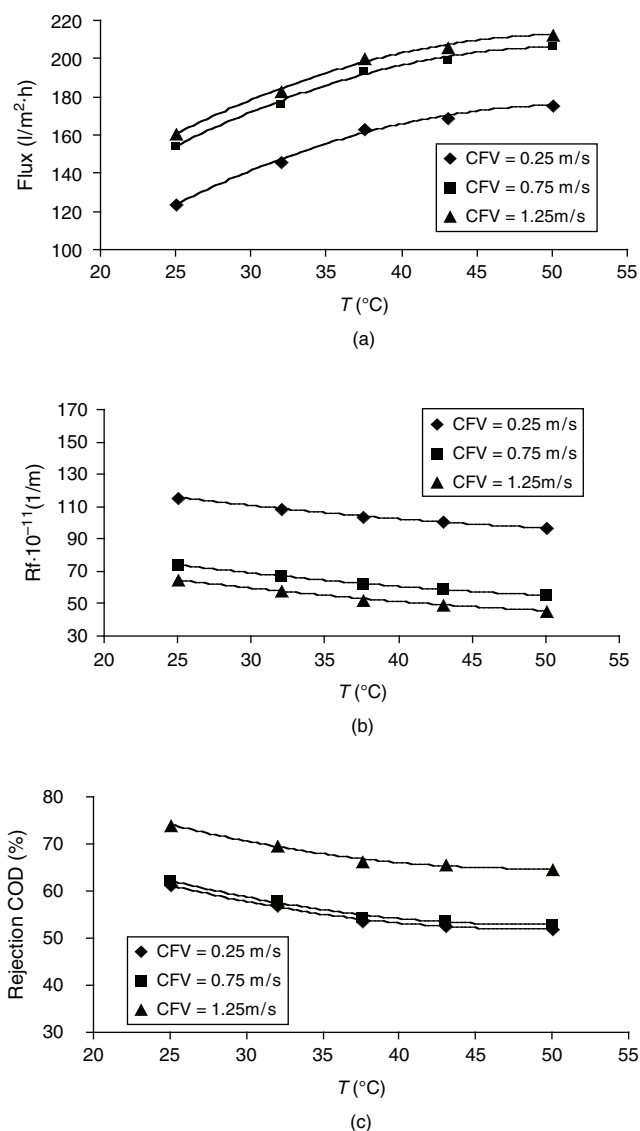 220
200
180
160
140
120
100
Flux (l/m²·h)
CFV = 0.25 m/s
CFV = 0.75 m/s
CFV = 1.25m/s
20 25 30 35 40 45 50 55
T (°C)
(a)
170
150
130
110
90
70
50
30
Rf·10⁻¹¹(1/m)
CFV = 0.25 m/s
CFV = 0.75 m/s
CFV = 1.25m/s
20 25 30 35 40 45 50 55
T (°C)
(b)
80
70
60
50
40
30
Rejection COD (%)
CFV = 0.25 m/s
CFV = 0.75 m/s
CFV = 1.25m/s
20 25 30 35 40 45 50 55
T (°C)
(c)